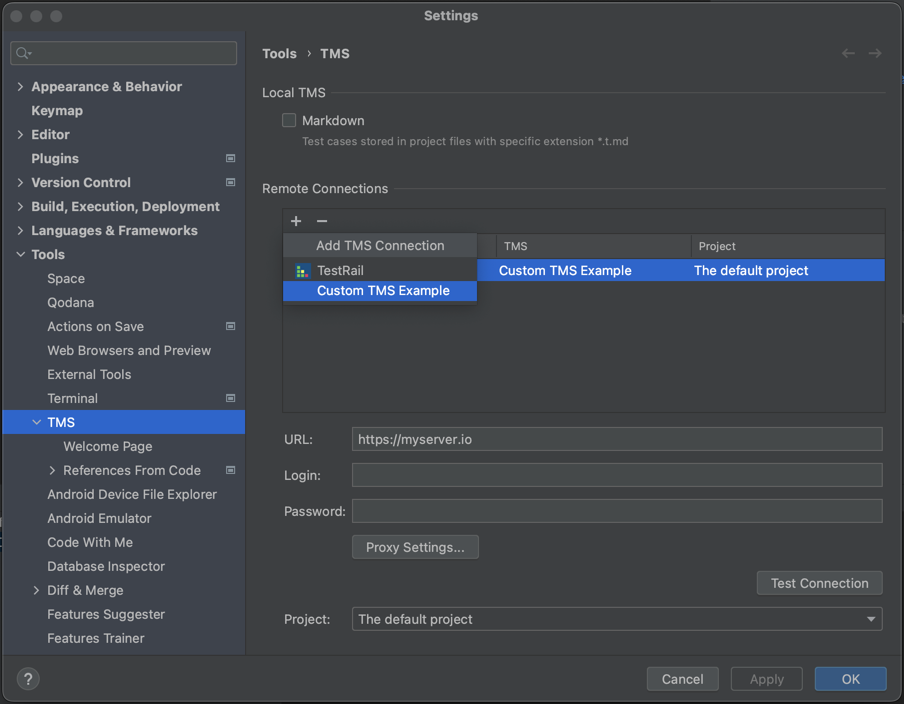 Settings
Appearance & Behavior
Keymap
Editor
Plugins
Version Control
Build, Execution, Deployment
Languages & Frameworks
Tools
Space
Qodana
Actions on Save
Web Browsers and Preview
External Tools
Terminal
TMS
Welcome Page
References From Code
Android Device File Explorer
Android Emulator
Code With Me
Database Inspector
Diff & Merge
Features Suggester
Features Trainer
Tools › TMS
Local TMS
Markdown
Test cases stored in project files with specific extension *.t.md
Remote Connections
Add TMS Connection
TestRail
Custom TMS Example
TMS Project
Custom TMS Example The default project
URL: https://myserver.io
Login:
Password:
Proxy Settings...
Test Connection
Project: The default project
?
Cancel Apply OK